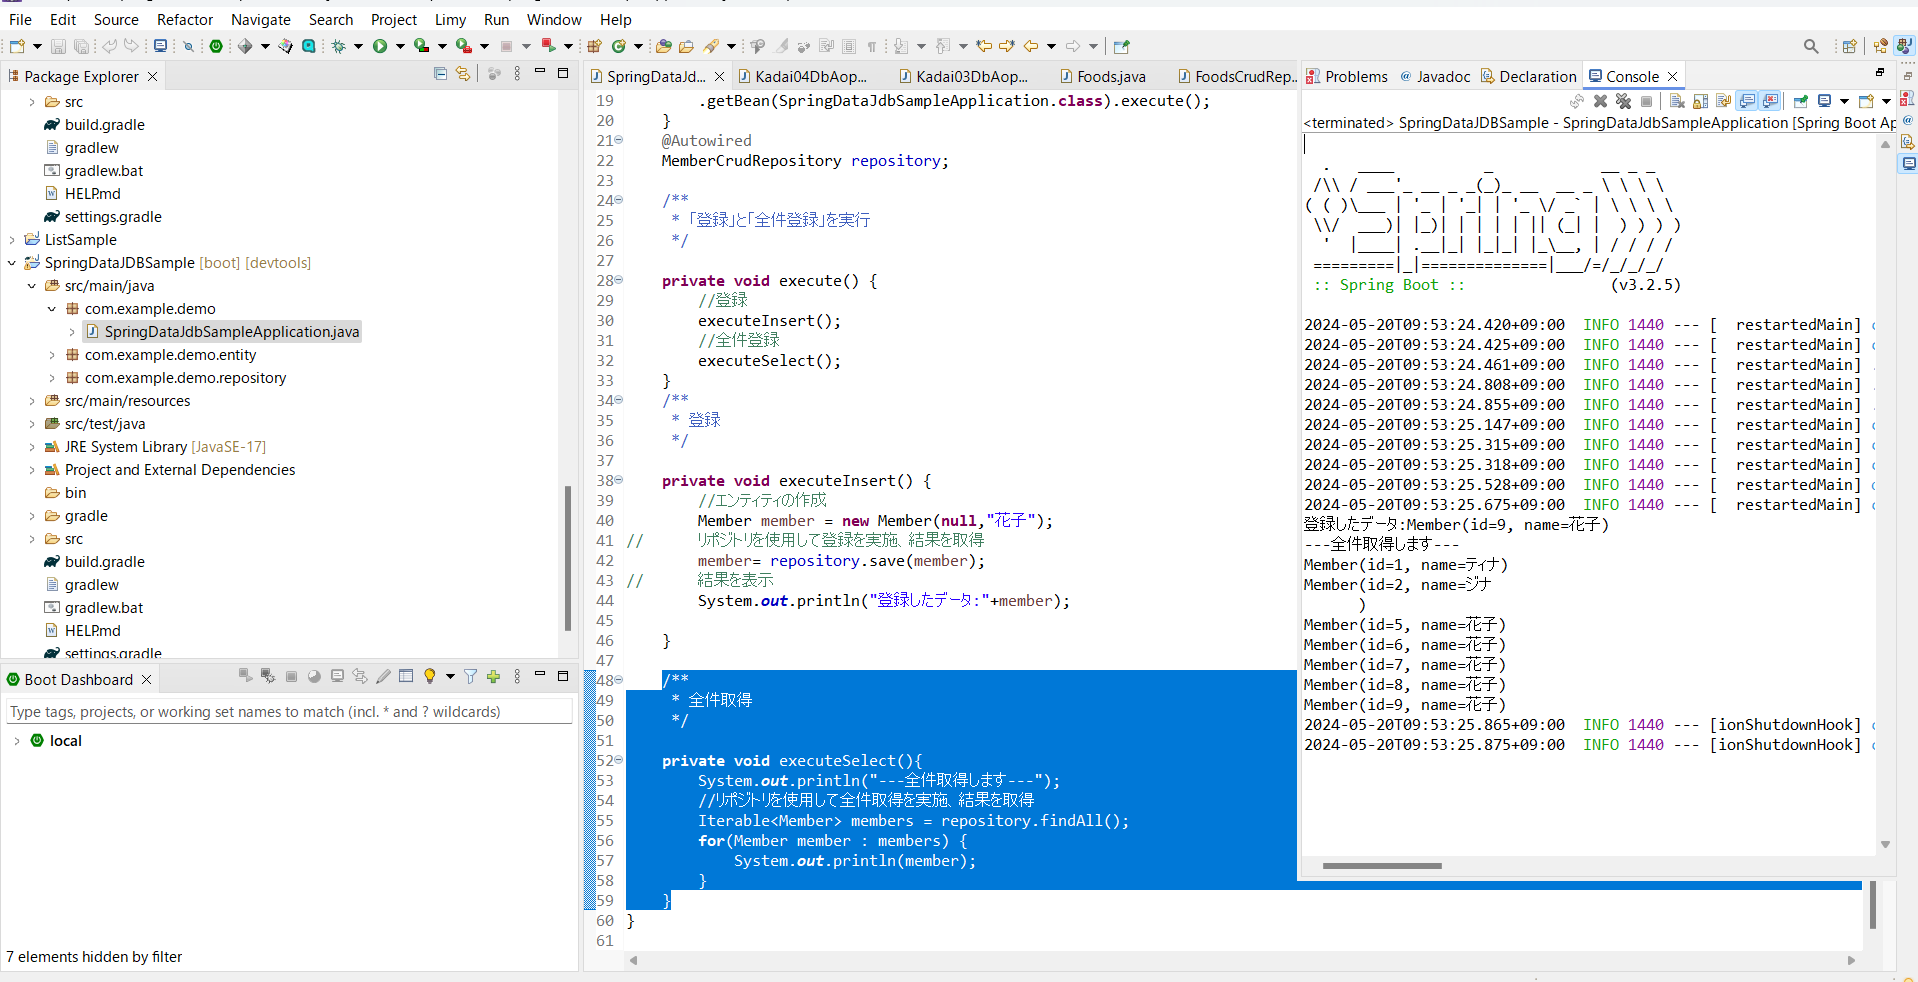 File Edit Source Refactor Navigate Search Project Limy Run Window Help
Package Explorer
src
build.gradle
gradlew
gradlew.bat
HELP.md
settings.gradle
ListSample
SpringDataJDBSample [boot] [devtools]
src/main/java
com.example.demo
SpringDataJdbSampleApplication.java
com.example.demo.entity
com.example.demo.repository
src/main/resources
src/test/java
JRE System Library [JavaSE-17]
Project and External Dependencies
bin
gradle
src
build.gradle
gradlew
gradlew.bat
HELP.md
settings.gradle
Boot Dashboard
Type tags, projects, or working set names to match (incl. * and ? wildcards)
local
7 elements hidden by filter
SpringDataJd... Kadai04DbAop... Kadai03DbAop... Foods.java FoodsCrudRep...
19 .getBean(SpringDataJdbSampleApplication.class).execute();
20 }
21 @Autowired
22 MemberCrudRepository repository;
23
24 /**
25 * 「登録」と「全件登録」を実行
26 */
27
28 private void execute() {
29 //登録
30 executeInsert();
31 //全件登録
32 executeSelect();
33 }
34 /**
35 * 登録
36 */
37
38 private void executeInsert() {
39 //エンティティの作成
40 Member member = new Member(null,"花子");
41 // リポジトリを使用して登録を実施、結果を取得
42 member= repository.save(member);
43 // 結果を表示
44 System.out.println("登録したデータ:"+member);
45
46 }
47
48 /**
49 * 全件取得
50 */
51
52 private void executeSelect(){
53 System.out.println("---全件取得します---");
54 //リポジトリを使用して全件取得を実施、結果を取得
55 Iterable<Member> members = repository.findAll();
56 for(Member member : members) {
57 System.out.println(member);
58 }
59 }
60 }
61
Problems Javadoc Declaration Console
<terminated> SpringDataJDBSample - SpringDataJdbSampleApplication [Spring Boot Ap
Spring
:: Spring Boot :: (v3.2.5)
2024-05-20T09:53:24.420+09:00 INFO 1440 --- [ restartedMain]
2024-05-20T09:53:24.425+09:00 INFO 1440 --- [ restartedMain]
2024-05-20T09:53:24.461+09:00 INFO 1440 --- [ restartedMain]
2024-05-20T09:53:24.808+09:00 INFO 1440 --- [ restartedMain]
2024-05-20T09:53:24.855+09:00 INFO 1440 --- [ restartedMain]
2024-05-20T09:53:25.147+09:00 INFO 1440 --- [ restartedMain]
2024-05-20T09:53:25.315+09:00 INFO 1440 --- [ restartedMain]
2024-05-20T09:53:25.318+09:00 INFO 1440 --- [ restartedMain]
2024-05-20T09:53:25.528+09:00 INFO 1440 --- [ restartedMain]
2024-05-20T09:53:25.675+09:00 INFO 1440 --- [ restartedMain]
登録したデータ:Member(id=9, name=花子)
---全件取得します---
Member(id=1, name=ティナ)
Member(id=2, name=ジナ
)
Member(id=5, name=花子)
Member(id=6, name=花子)
Member(id=7, name=花子)
Member(id=8, name=花子)
Member(id=9, name=花子)
2024-05-20T09:53:25.865+09:00 INFO 1440 --- [ionShutdownHook]
2024-05-20T09:53:25.875+09:00 INFO 1440 --- [ionShutdownHook]